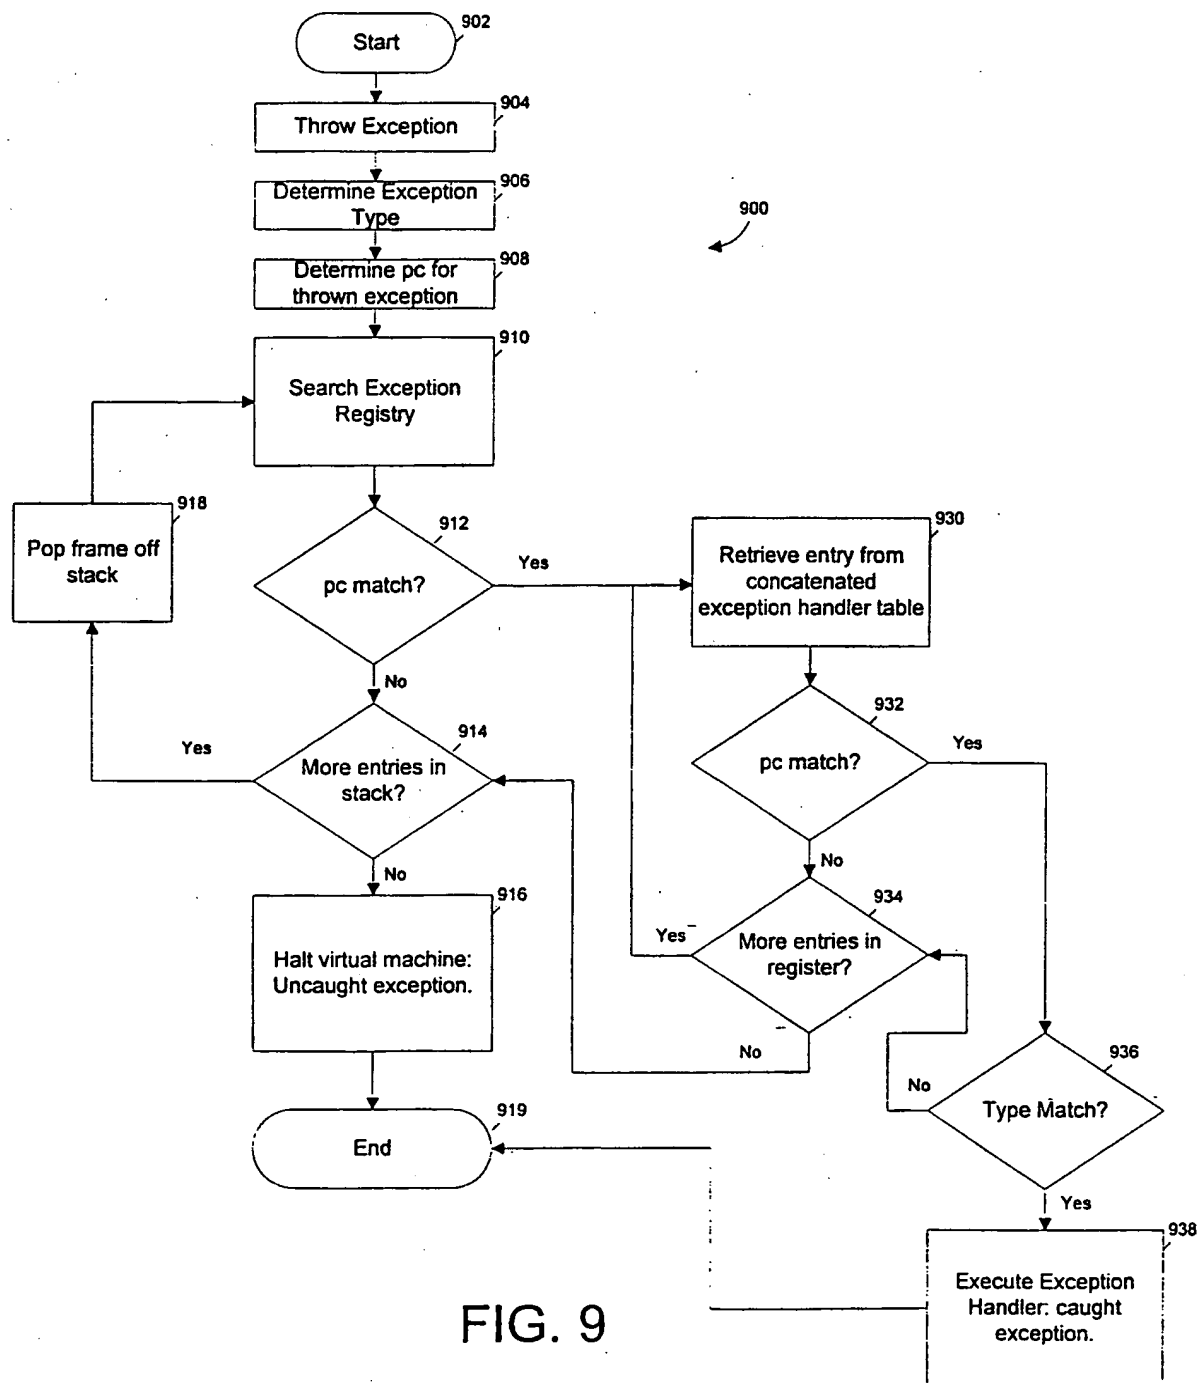 902
Start
904
Throw Exception
906
Determine Exception
Type
900
908
Determine pc for
thrown exception
910
Search Exception
Registry
918
Pop frame off
stack
912
pc match?
Yes
No
930
Retrieve entry from
concatenated
exception handler table
914
More entries in
stack?
Yes
No
932
pc match?
Yes
No
916
Halt virtual machine:
Uncaught exception.
934
More entries in
register?
Yes
No
936
Type Match?
No
Yes
919
End
938
Execute Exception
Handler: caught
exception.
FIG. 9